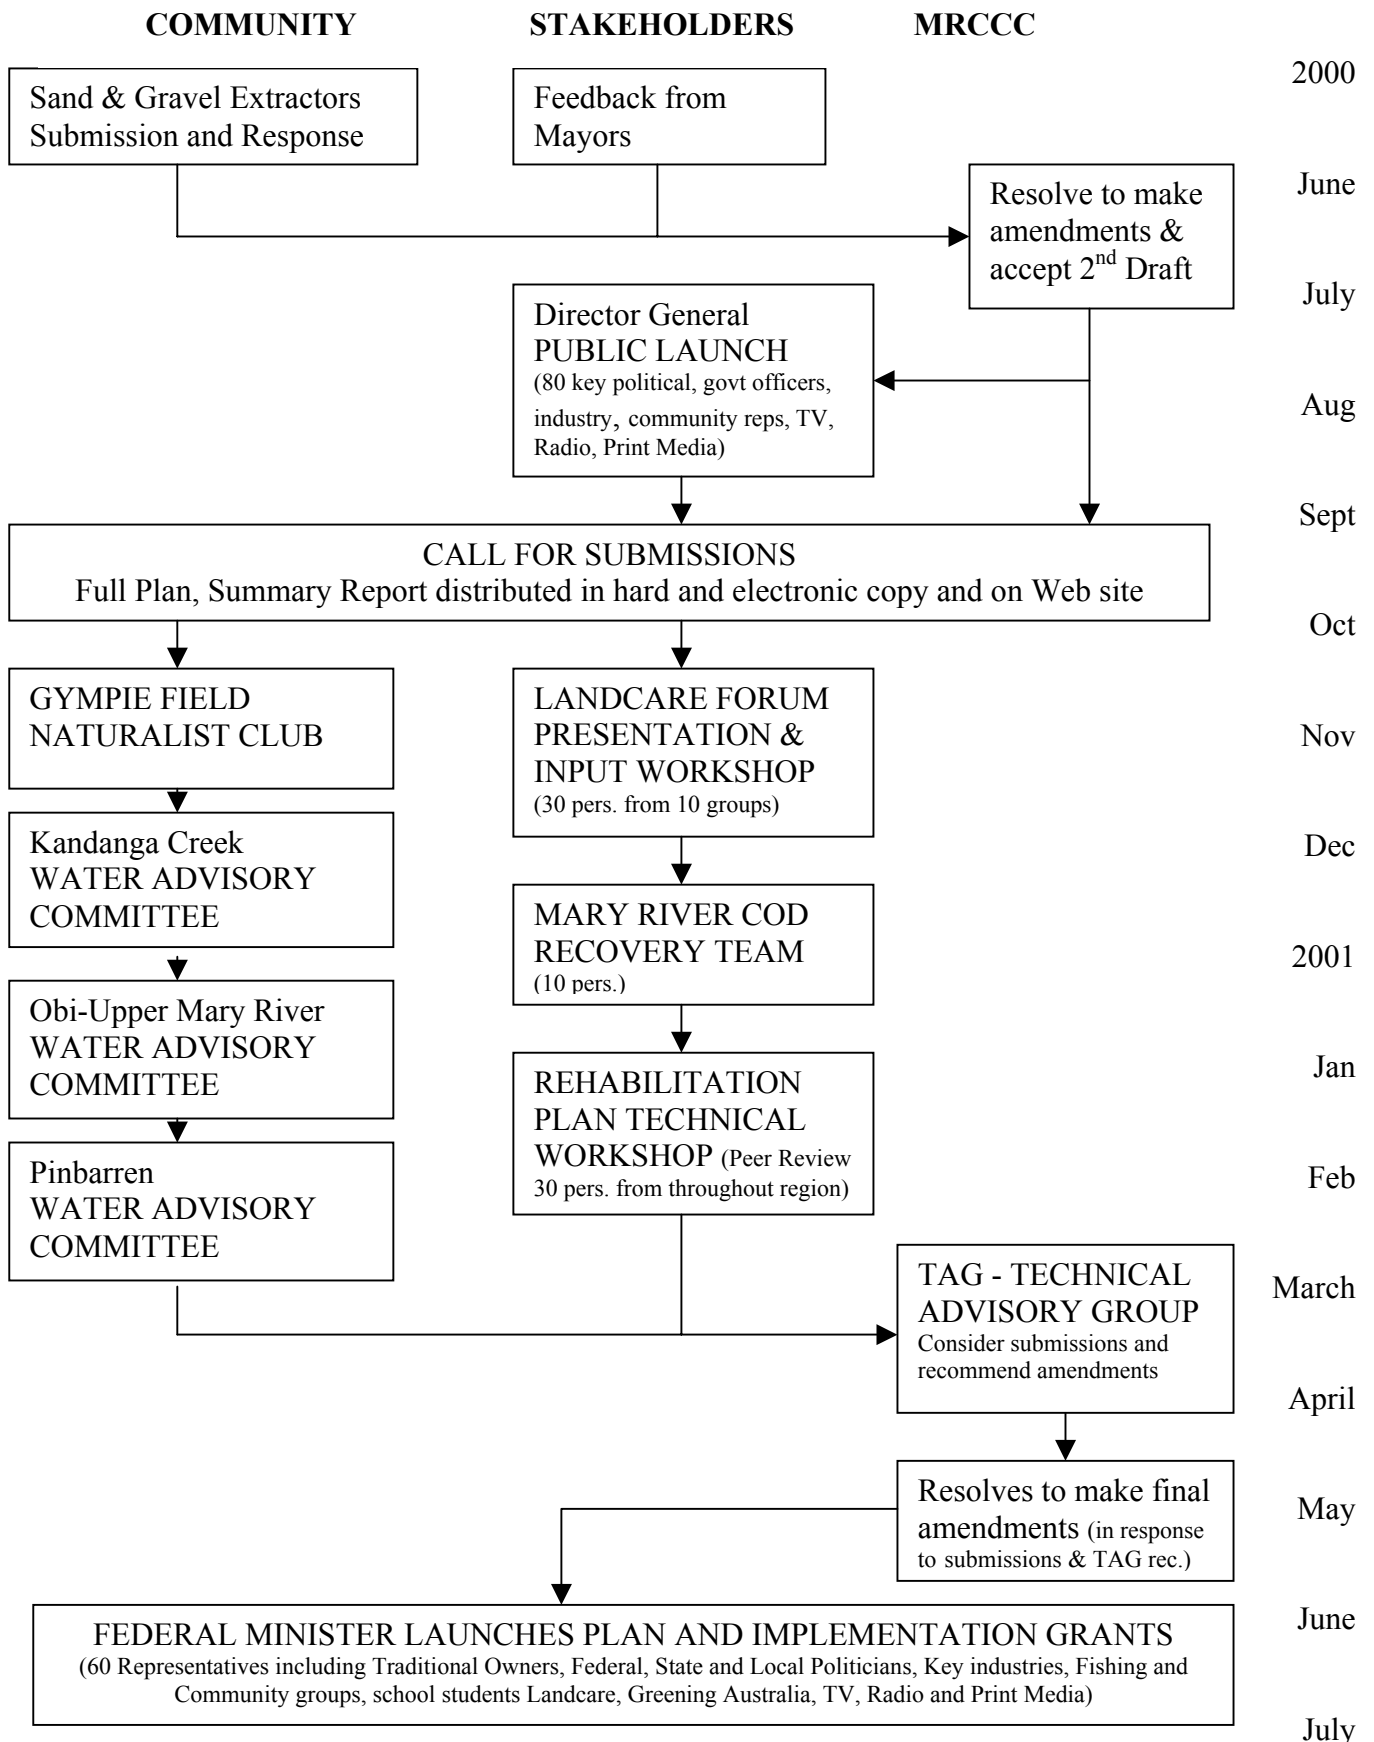 COMMUNITY STAKEHOLDERS MRCCC
2000
Sand & Gravel Extractors
Submission and Response
Feedback from
Mayors
June
Resolve to make
amendments &
accept 2nd Draft
July
Director General
PUBLIC LAUNCH
(80 key political, govt officers,
industry, community reps, TV,
Radio, Print Media)
Aug
Sept
CALL FOR SUBMISSIONS
Full Plan, Summary Report distributed in hard and electronic copy and on Web site
Oct
GYMPIE FIELD
NATURALIST CLUB
LANDCARE FORUM
PRESENTATION &
INPUT WORKSHOP
(30 pers. from 10 groups)
Nov
Kandanga Creek
WATER ADVISORY
COMMITTEE
Dec
MARY RIVER COD
RECOVERY TEAM
(10 pers.)
2001
Obi-Upper Mary River
WATER ADVISORY
COMMITTEE
REHABILITATION
PLAN TECHNICAL
WORKSHOP (Peer Review
30 pers. from throughout region)
Jan
Pinbarren
WATER ADVISORY
COMMITTEE
Feb
TAG - TECHNICAL
ADVISORY GROUP
Consider submissions and
recommend amendments
March
April
Resolves to make final
amendments (in response
to submissions & TAG rec.)
May
FEDERAL MINISTER LAUNCHES PLAN AND IMPLEMENTATION GRANTS
(60 Representatives including Traditional Owners, Federal, State and Local Politicians, Key industries, Fishing and
Community groups, school students Landcare, Greening Australia, TV, Radio and Print Media)
June
July